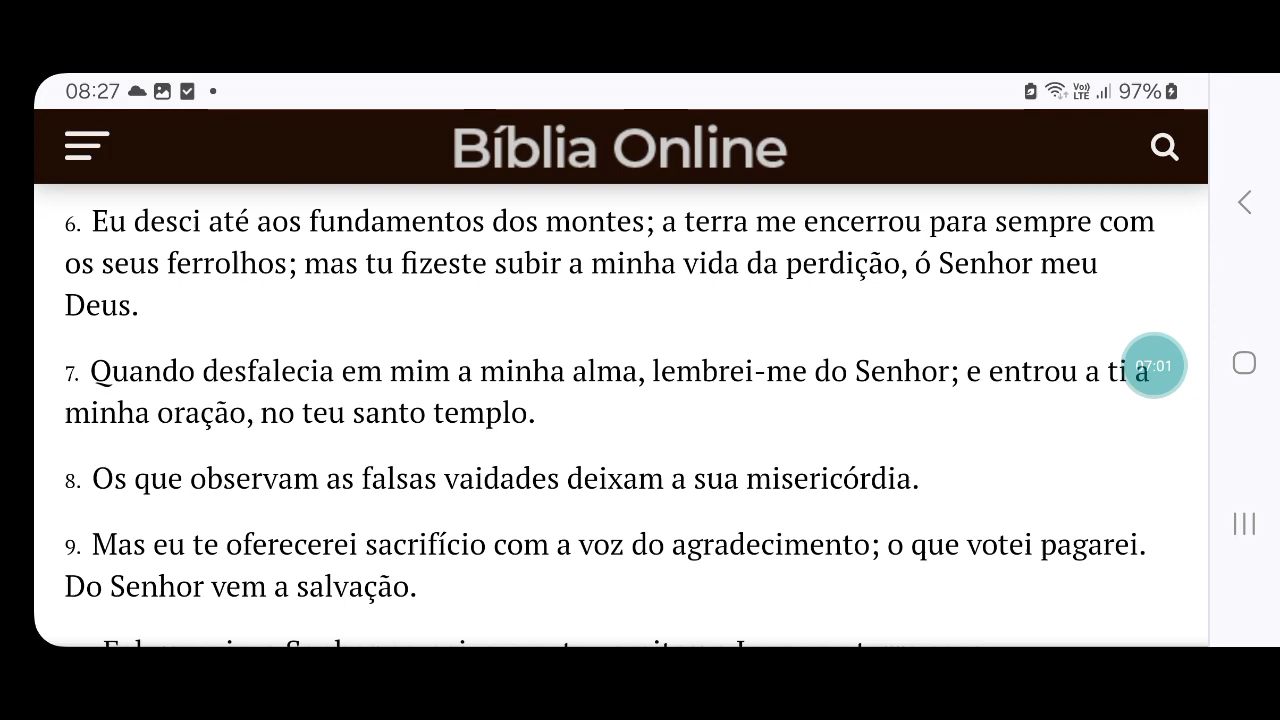 08:27 97%
Vo)) LTE
Bíblia Online
6. Eu desci até aos fundamentos dos montes; a terra me encerrou para sempre com
os seus ferrolhos; mas tu fizeste subir a minha vida da perdição, ó Senhor meu
Deus.
7. Quando desfalecia em mim a minha alma, lembrei-me do Senhor; e entrou a ti a
07:01
minha oração, no teu santo templo.
8. Os que observam as falsas vaidades deixam a sua misericórdia.
9. Mas eu te oferecerei sacrifício com a voz do agradecimento; o que votei pagarei.
Do Senhor vem a salvação.